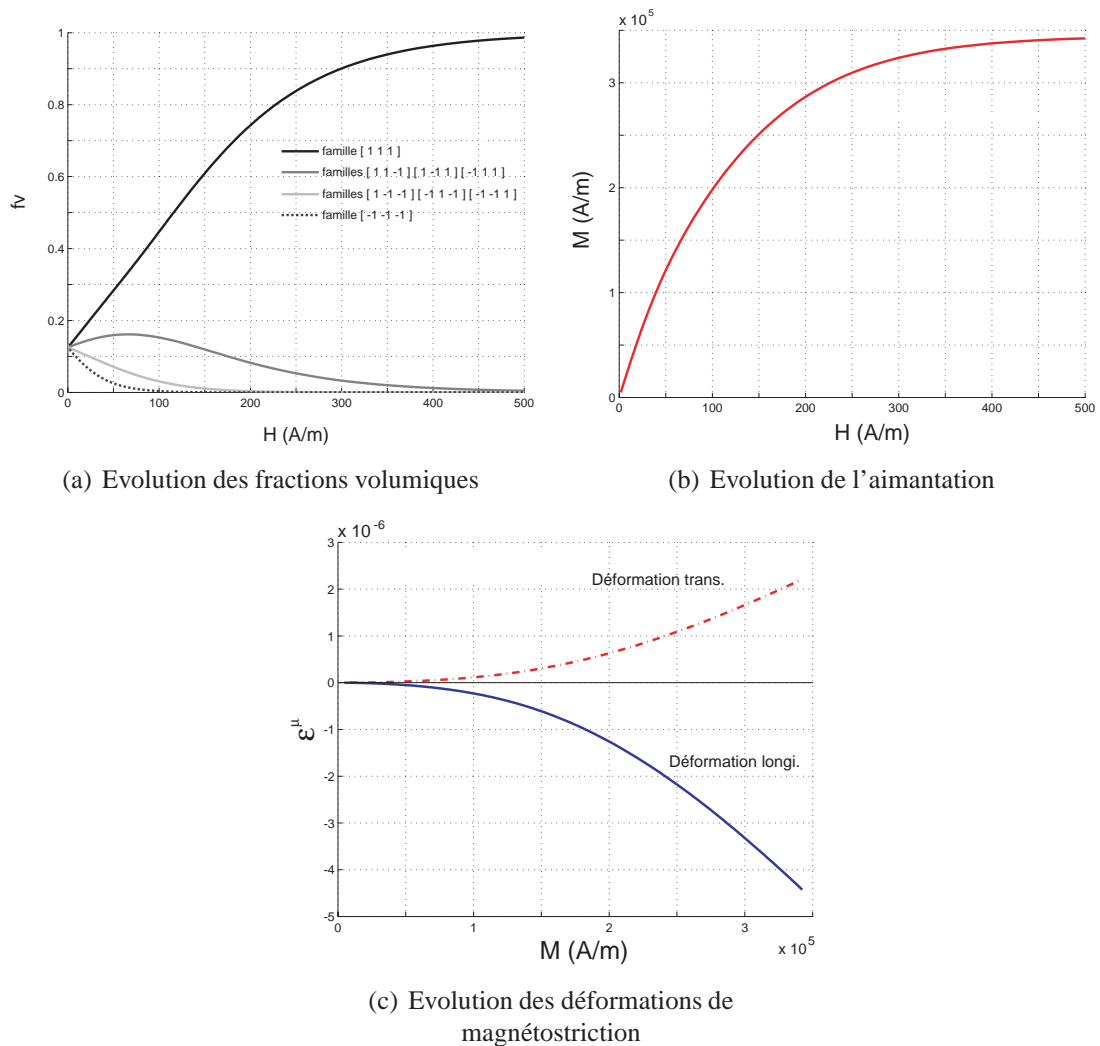 1
0.8
0.6
0.4
0.2
0
fv
famille [ 1 1 1 ]
familles [ 1 1 -1 ] [ 1 -1 1 ] [ -1 1 1 ]
familles [ 1 -1 -1 ] [ -1 1 -1 ] [ -1 -1 1 ]
famille [ -1 -1 -1 ]
0 100 200 300 400 500
H (A/m)
(a) Evolution des fractions volumiques
x 10^5
3
2
1
0
M (A/m)
0 100 200 300 400 500
H (A/m)
(b) Evolution de l'aimantation
x 10^-6
3
2
1
0
-1
-2
-3
-4
-5
ε^μ
Déformation trans.
Déformation longi.
0 1 2 3
x 10^5
M (A/m)
(c) Evolution des déformations de
magnétostriction